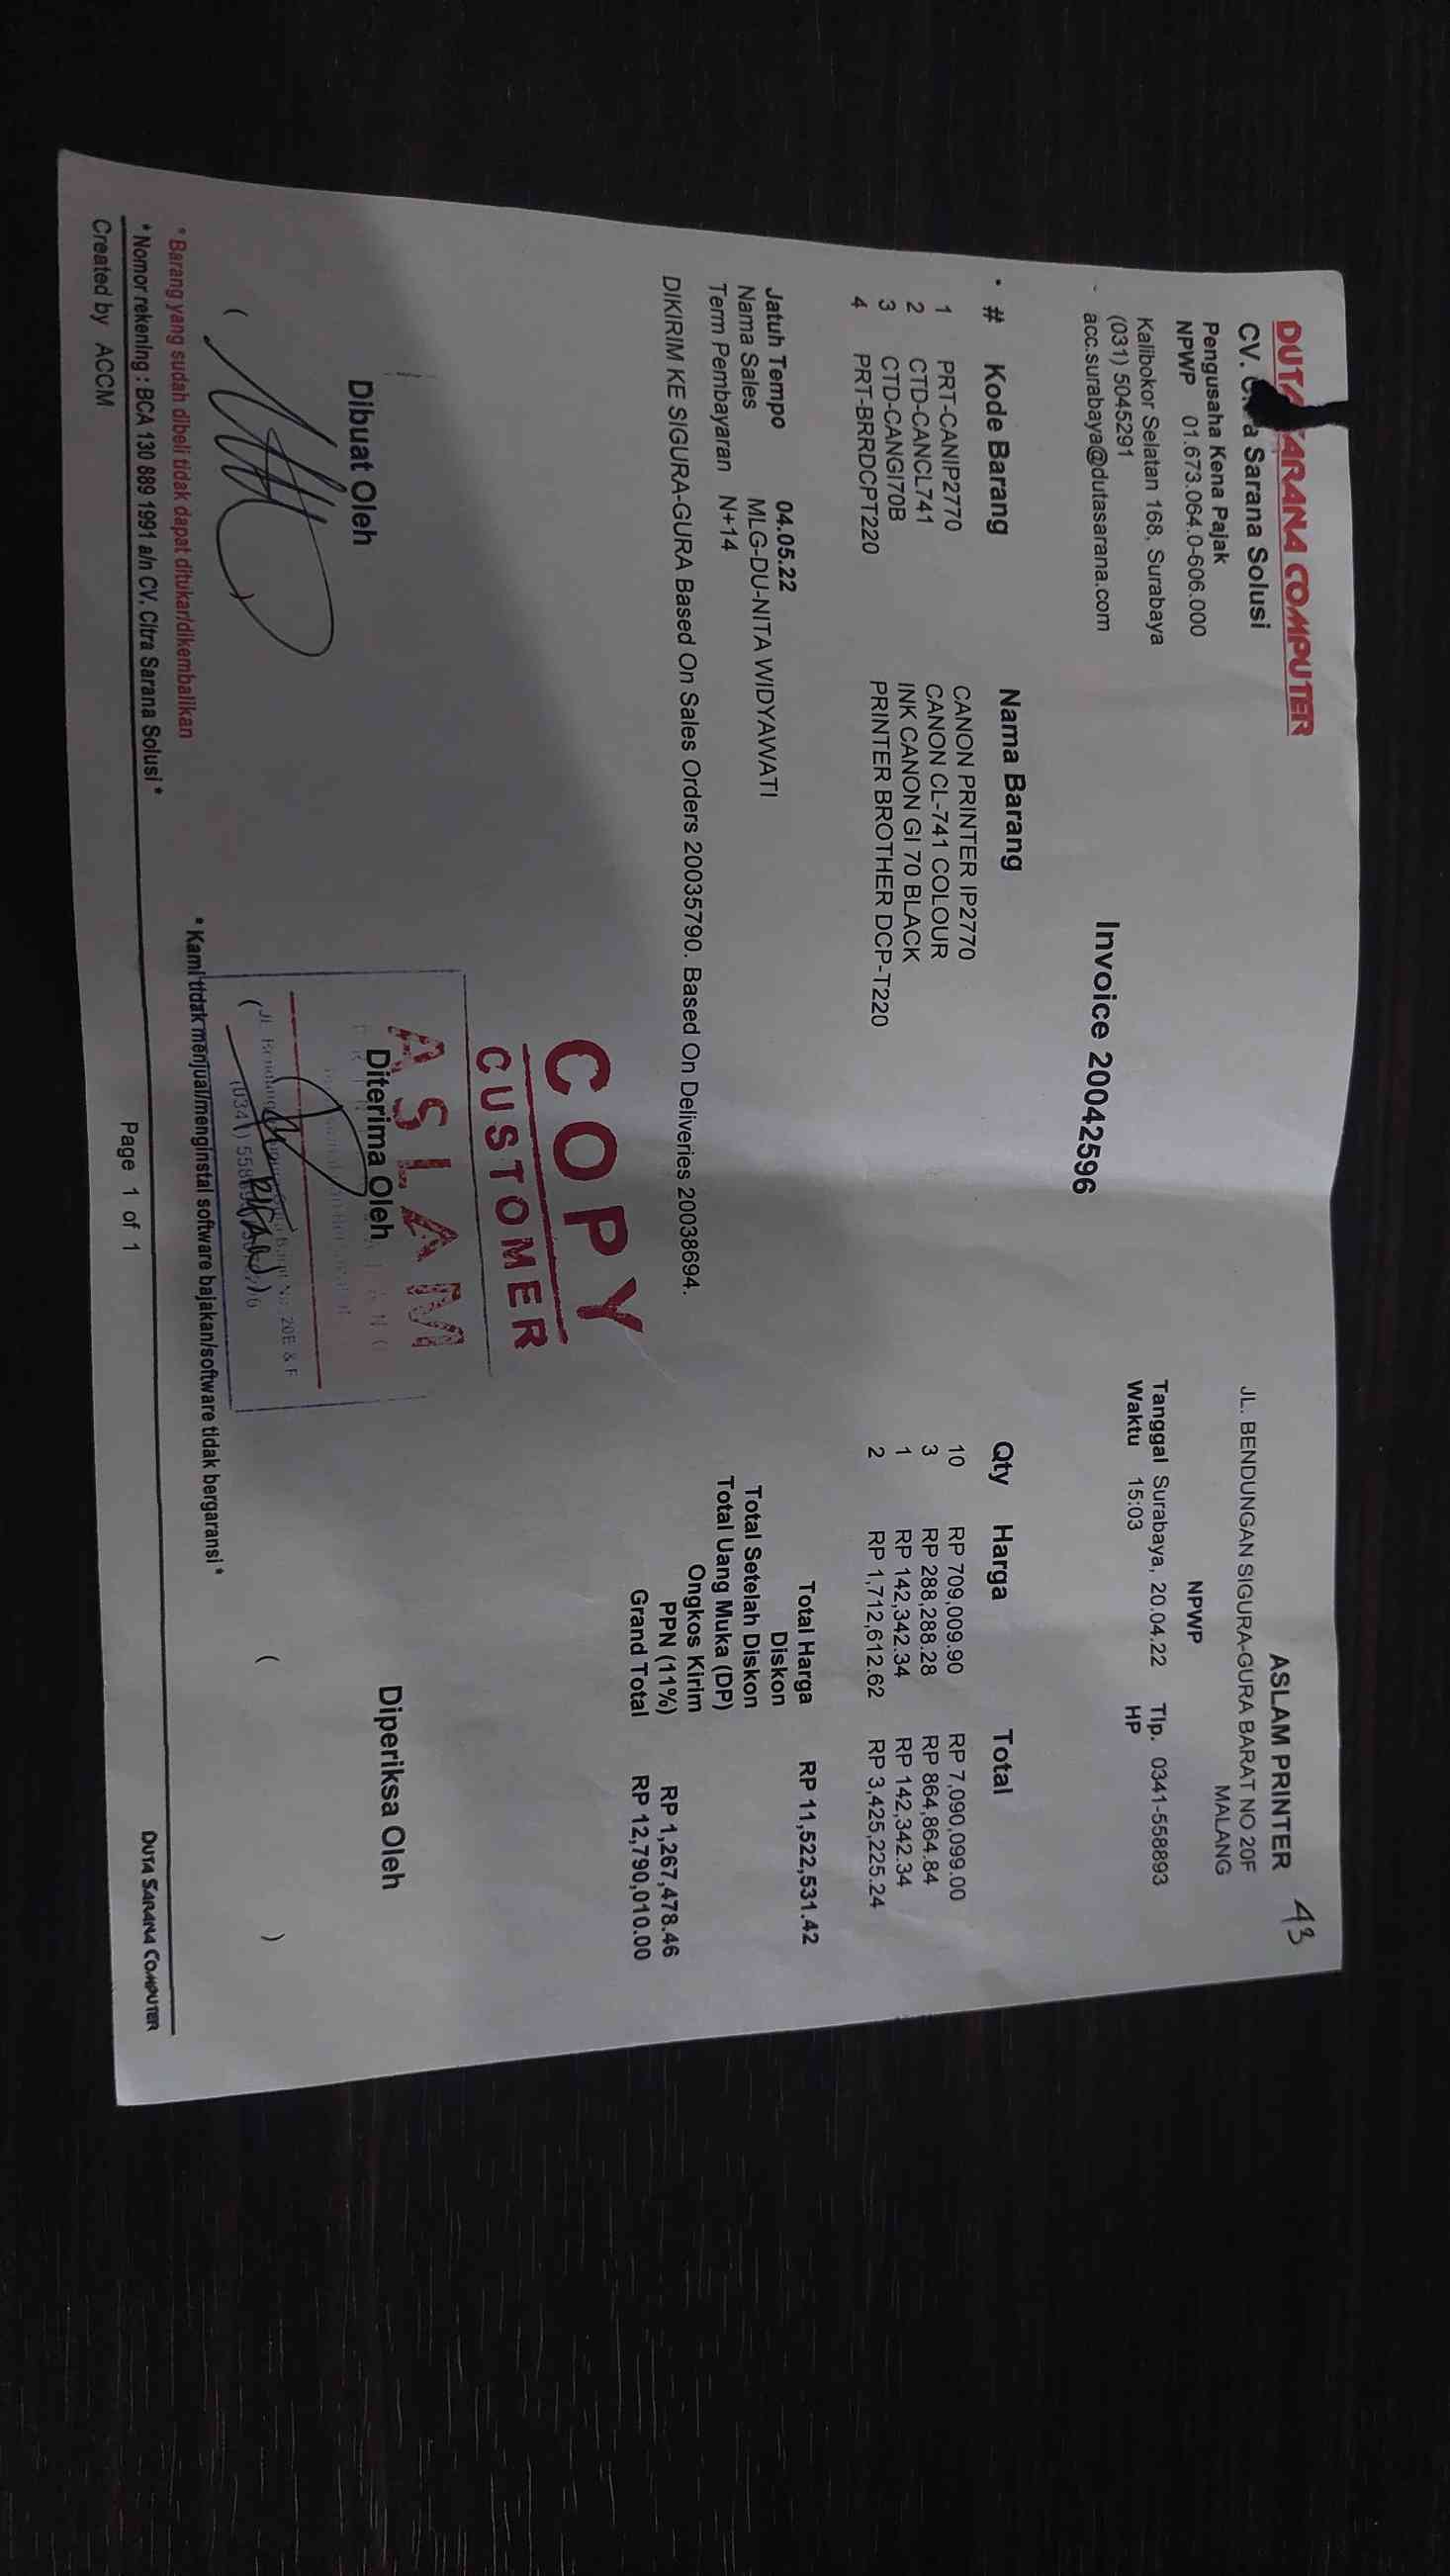 DUTA SARANA COMPUTER
CV. a Sarana Solusi
Pengusaha Kena Pajak
NPWP 01.673.064.0-606.000
Kalibokor Selatan 168, Surabaya
(031) 5045291
acc.surabaya@dutasarana.com
43
ASLAM PRINTER
JL. BENDUNGAN SIGURA-GURA BARAT NO 20F
MALANG
NPWP
Tanggal Surabaya, 20.04.22 Tlp. 0341-558893
Waktu 15:03 HP
Invoice 20042596
# Kode Barang Nama Barang Qty Harga Total
1 PRT-CANIP2770 CANON PRINTER IP2770 10 RP 709,009.90 RP 7,090,099.00
2 CTD-CANCL741 CANON CL-741 COLOUR 3 RP 288,288.28 RP 864,864.84
3 CTD-CANGI70B INK CANON GI 70 BLACK 1 RP 142,342.34 RP 142,342.34
4 PRT-BRRDCPT220 PRINTER BROTHER DCP-T220 2 RP 1,712,612.62 RP 3,425,225.24
Jatuh Tempo 04.05.22
Nama Sales MLG-DU-NITA WIDYAWATI
Term Pembayaran N+14
DIKIRIM KE SIGURA-GURA Based On Sales Orders 20035790. Based On Deliveries 20038694.
Total Harga RP 11,522,531.42
Diskon
Total Setelah Diskon
Total Uang Muka (DP)
Ongkos Kirim
PPN (11%) RP 1,267,478.46
Grand Total RP 12,790,010.00
COPY
CUSTOMER
ASLAM
Dibuat Oleh Diterima Oleh Diperiksa Oleh
No. 20E & F
(0341)
( ( ) ( )
* Barang yang sudah dibeli tidak dapat ditukar/dikembalikan
* Kami tidak menjual/menginstal software bajakan/software tidak bergaransi *
* Nomor rekening : BCA 130 889 1991 a/n CV. Citra Sarana Solusi *
Created by ACCM Page 1 of 1 DUTA SARANA COMPUTER